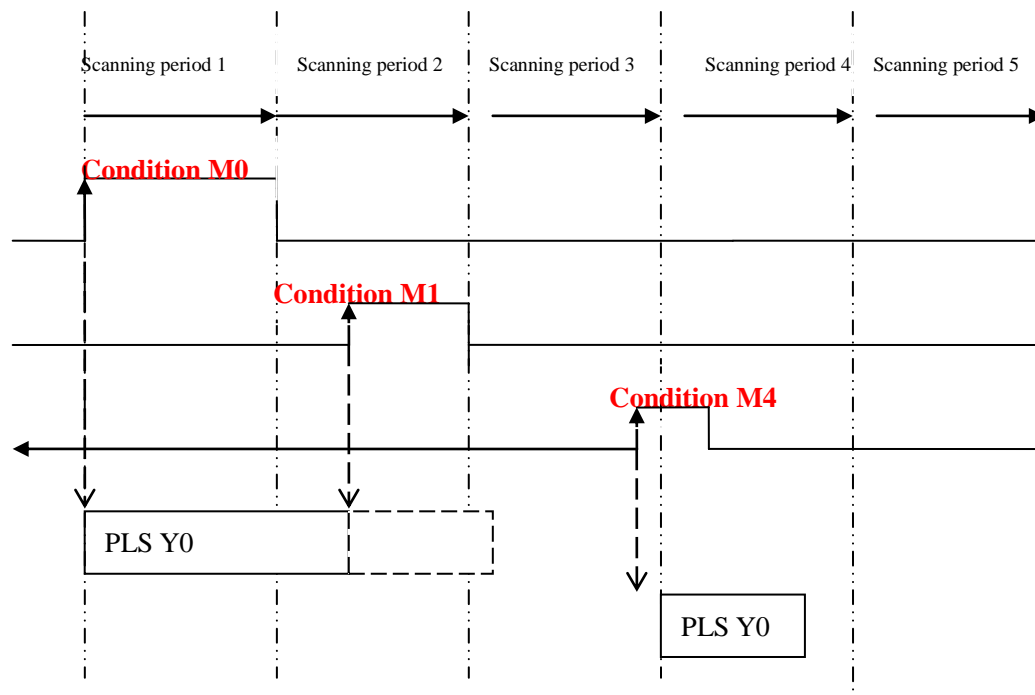 Scanning period 1 Scanning period 2 Scanning period 3 Scanning period 4 Scanning period 5
Condition M0
Condition M1
Condition M4
PLS Y0
PLS Y0